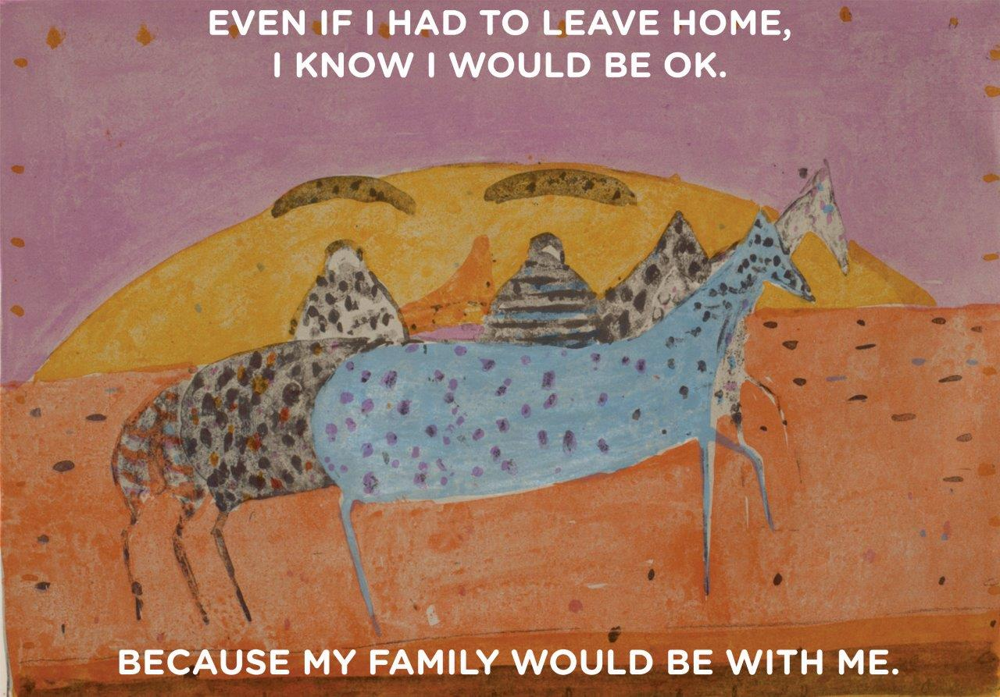 EVEN IF I HAD TO LEAVE HOME,
I KNOW I WOULD BE OK.
BECAUSE MY FAMILY WOULD BE WITH ME.